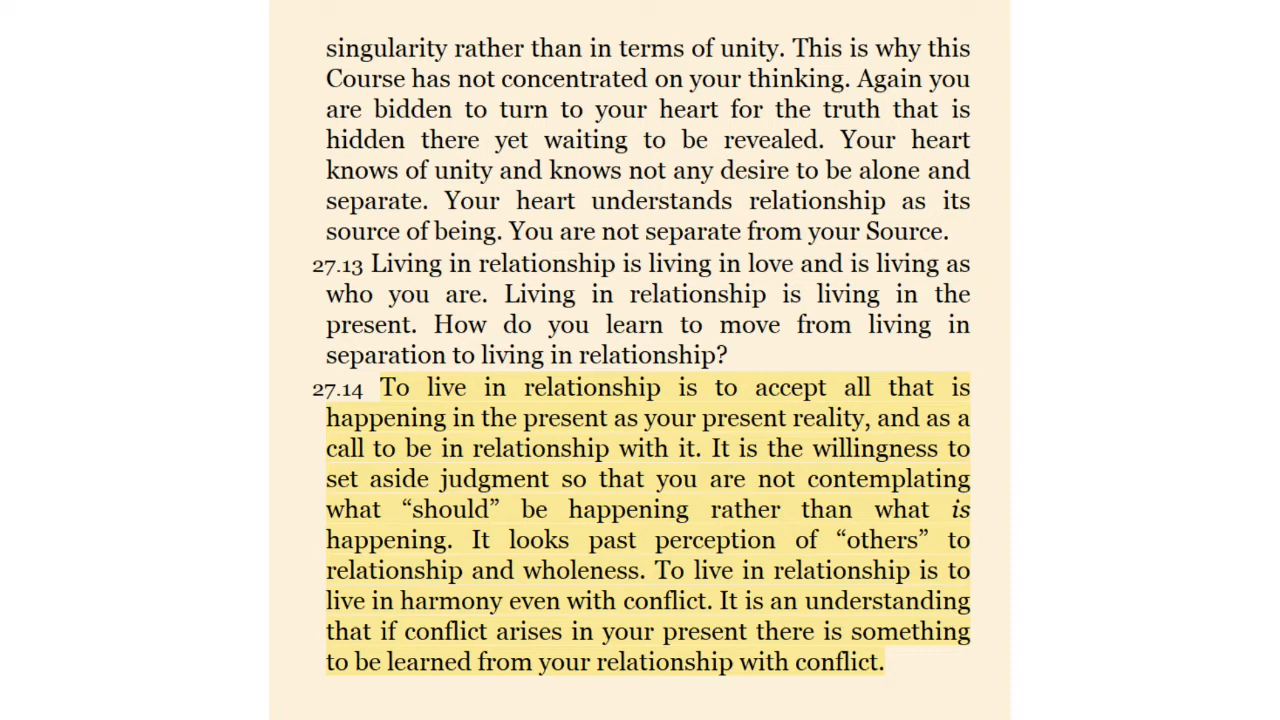 singularity rather than in terms of unity. This is why this
Course has not concentrated on your thinking. Again you
are bidden to turn to your heart for the truth that is
hidden there yet waiting to be revealed. Your heart
knows of unity and knows not any desire to be alone and
separate. Your heart understands relationship as its
source of being. You are not separate from your Source.
27.13 Living in relationship is living in love and is living as
who you are. Living in relationship is living in the
present. How do you learn to move from living in
separation to living in relationship?
27.14 To live in relationship is to accept all that is
happening in the present as your present reality, and as a
call to be in relationship with it. It is the willingness to
set aside judgment so that you are not contemplating
what “should” be happening rather than what is
happening. It looks past perception of “others” to
relationship and wholeness. To live in relationship is to
live in harmony even with conflict. It is an understanding
that if conflict arises in your present there is something
to be learned from your relationship with conflict.